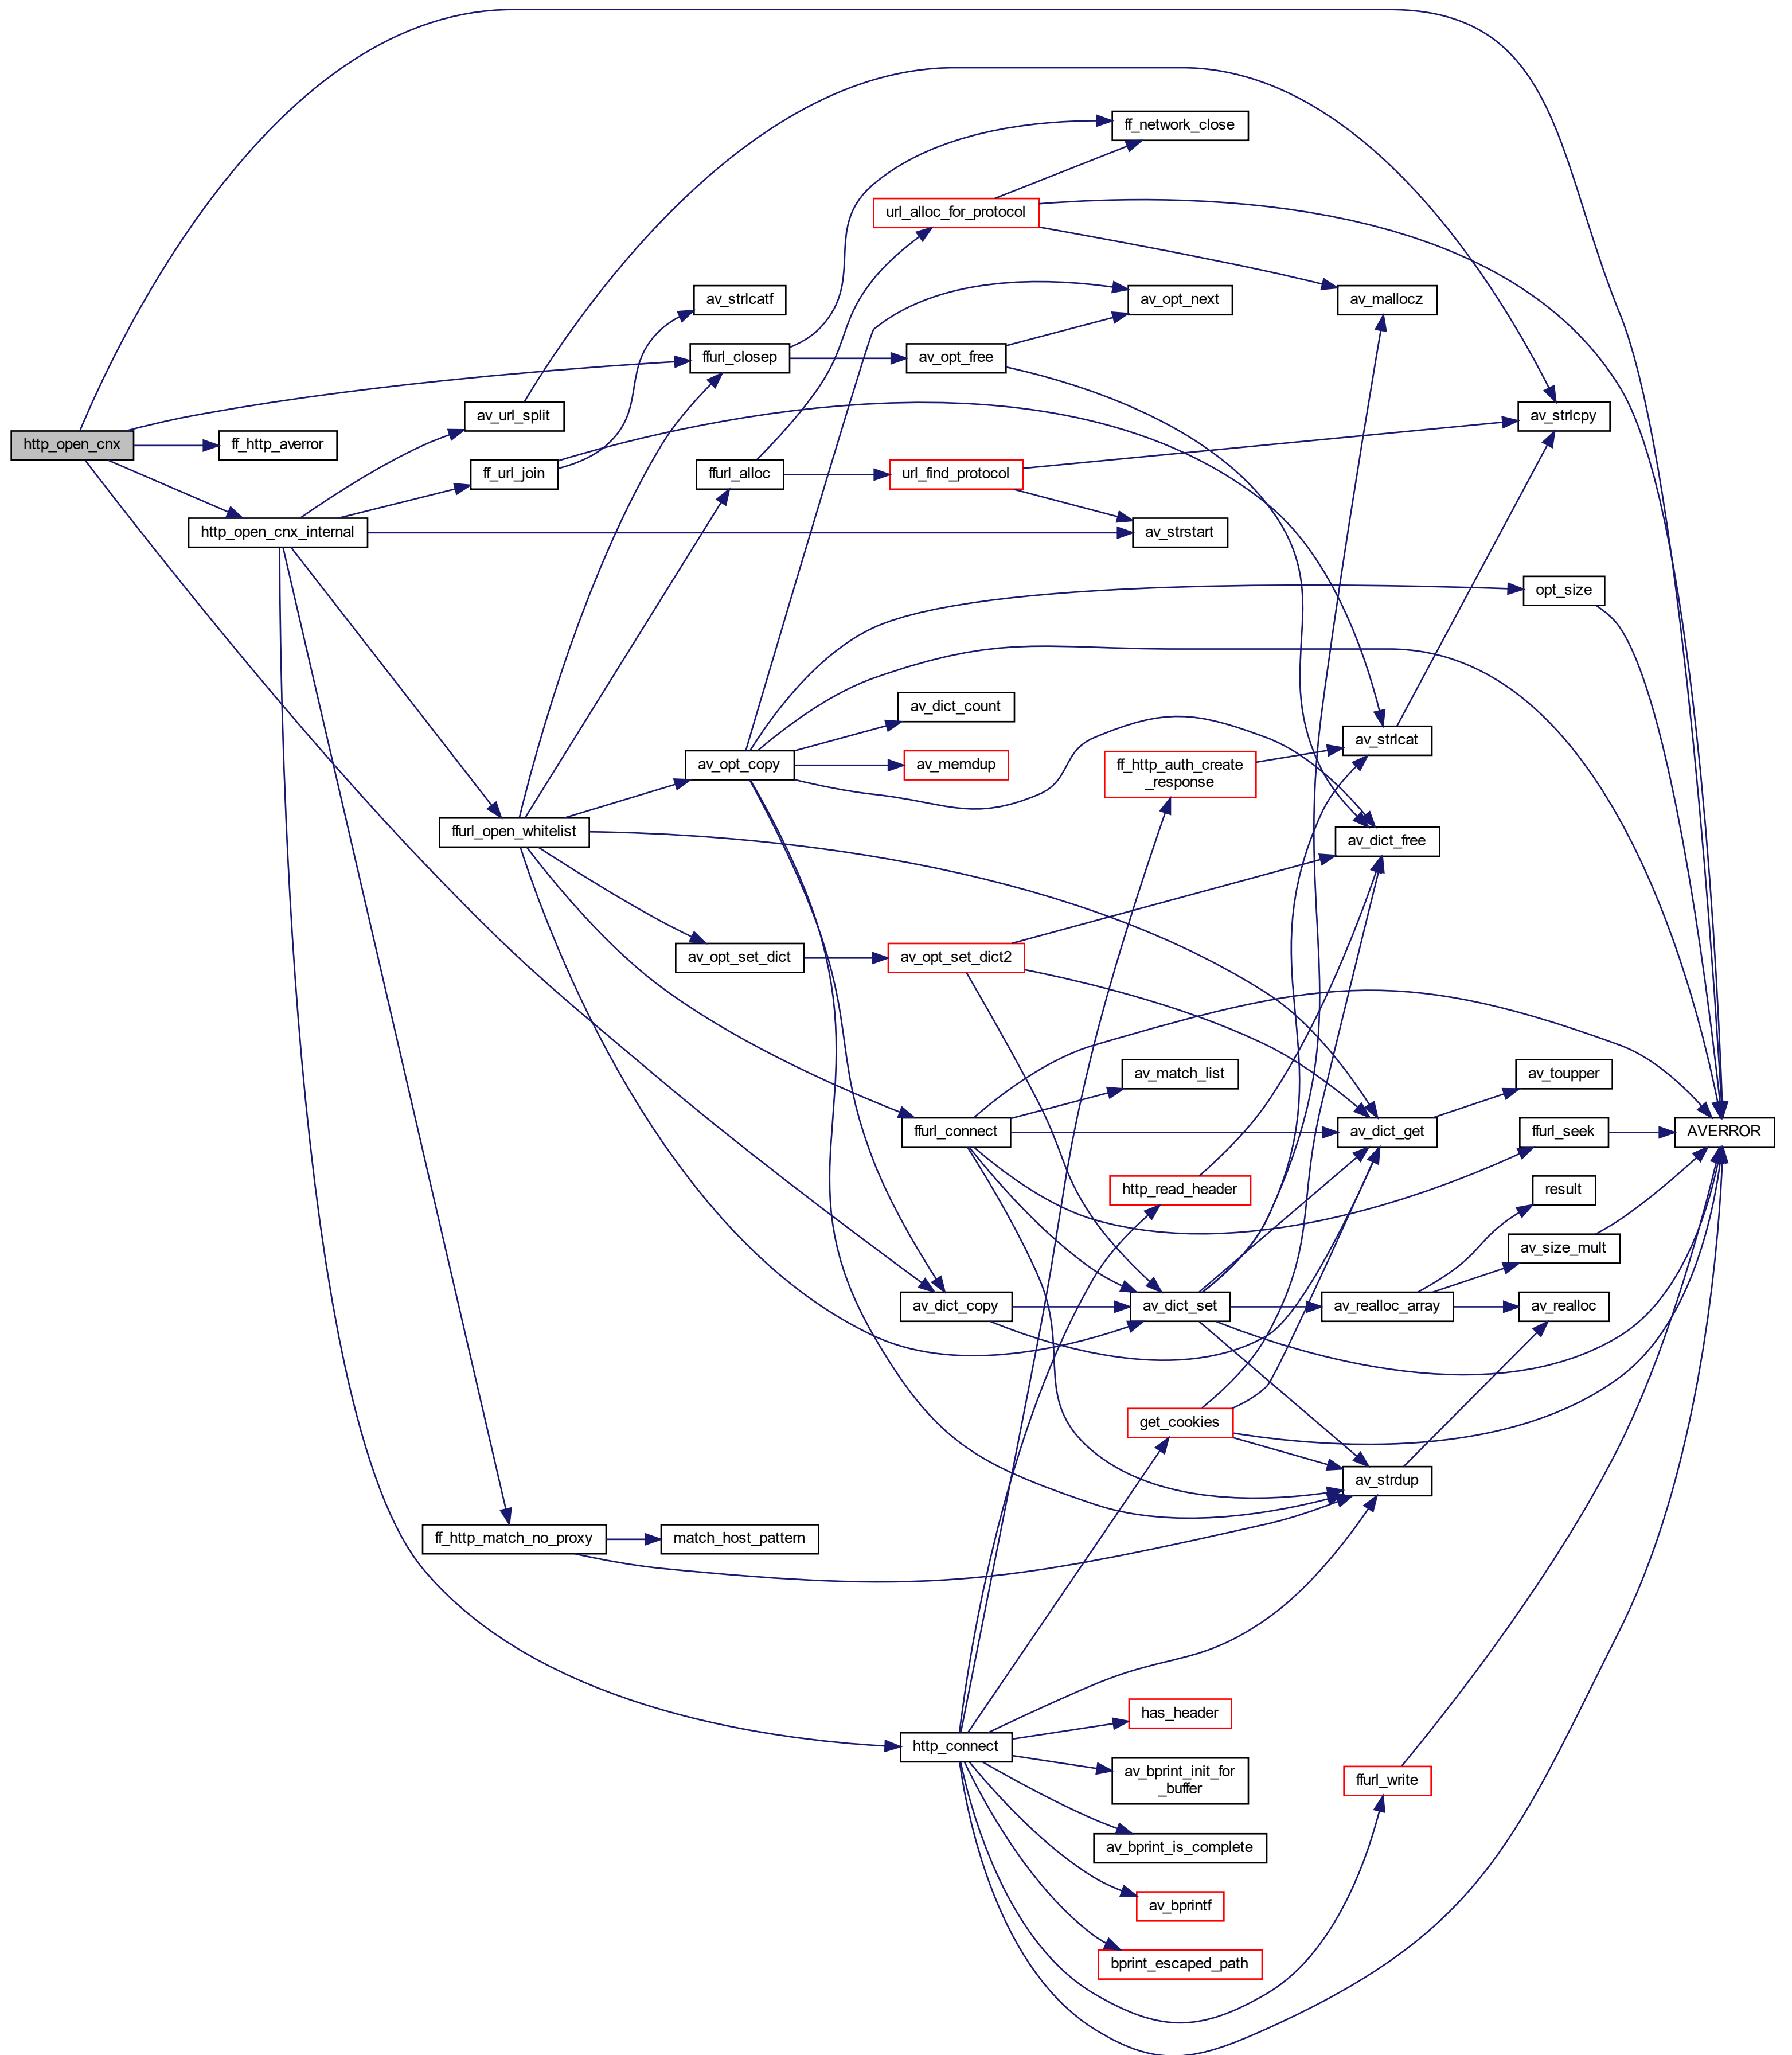 ff_network_close
url_alloc_for_protocol
av_strlcatf
av_opt_next
av_mallocz
ffurl_closep
av_opt_free
av_url_split
av_strlcpy
http_open_cnx
ff_http_averror
ff_url_join
ffurl_alloc
url_find_protocol
http_open_cnx_internal
av_strstart
opt_size
av_dict_count
av_strlcat
av_opt_copy
av_memdup
ff_http_auth_create
_response
ffurl_open_whitelist
av_dict_free
av_opt_set_dict
av_opt_set_dict2
av_match_list
av_toupper
ffurl_connect
av_dict_get
ffurl_seek
AVERROR
http_read_header
result
av_size_mult
av_dict_copy
av_dict_set
av_realloc_array
av_realloc
get_cookies
av_strdup
ff_http_match_no_proxy
match_host_pattern
has_header
http_connect
av_bprint_init_for
_buffer
ffurl_write
av_bprint_is_complete
av_bprintf
bprint_escaped_path